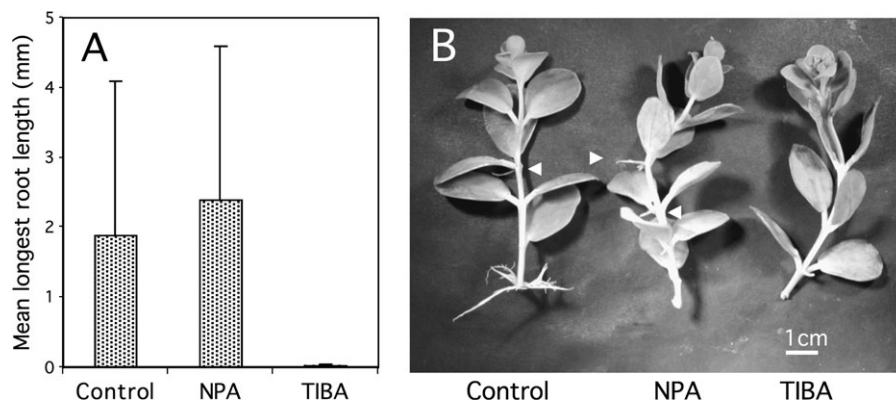 A
Mean longest root length (mm)
5
4
3
2
1
0
Control NPA TIBA
B
1cm
Control NPA TIBA